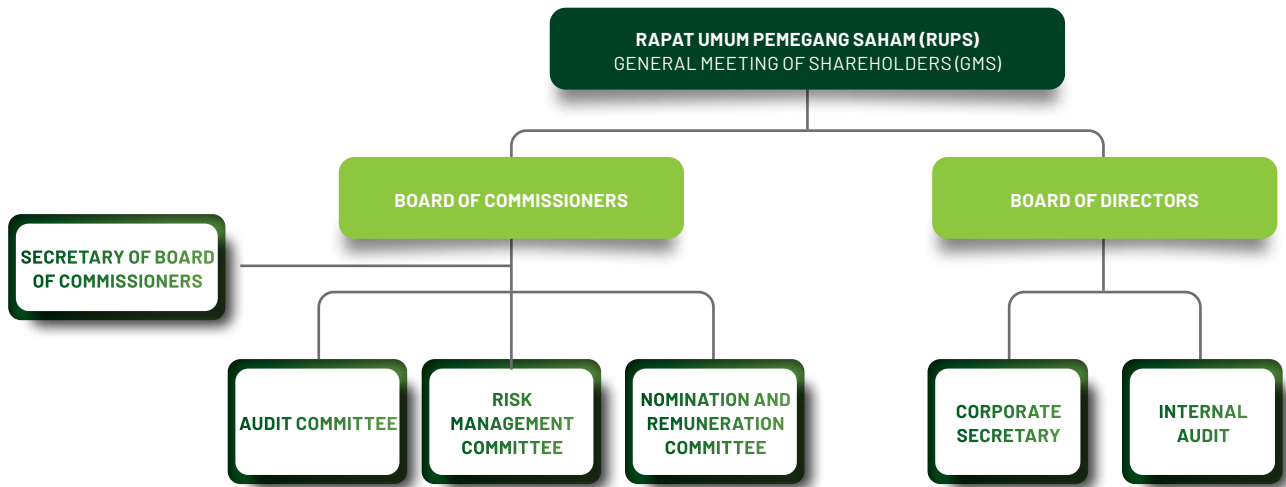 RAPAT UMUM PEMEGANG SAHAM (RUPS)
GENERAL MEETING OF SHAREHOLDERS (GMS)
BOARD OF COMMISSIONERS
BOARD OF DIRECTORS
SECRETARY OF BOARD
OF COMMISSIONERS
AUDIT COMMITTEE
RISK
MANAGEMENT
COMMITTEE
NOMINATION AND
REMUNERATION
COMMITTEE
CORPORATE
SECRETARY
INTERNAL
AUDIT